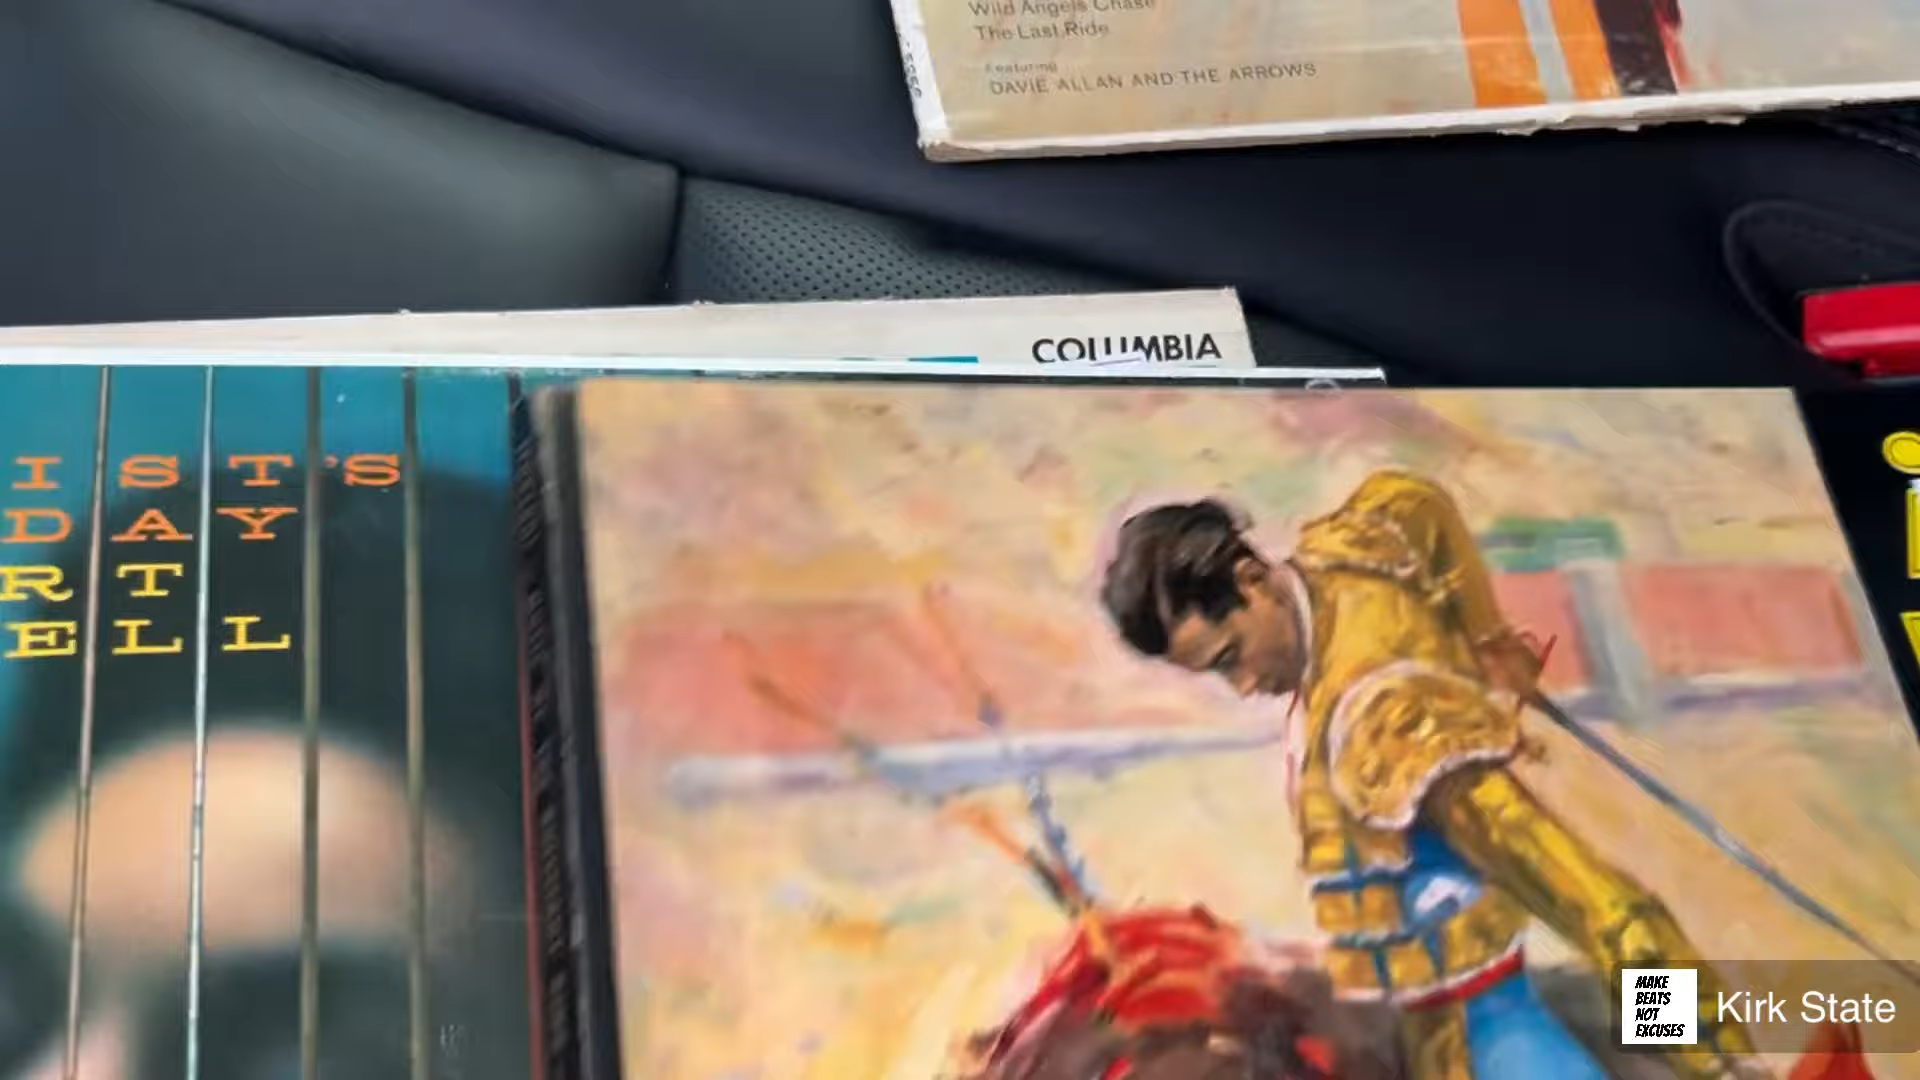 Wild Angels Chase
The Last Ride
Featuring
DAVIE ALLAN AND THE ARROWS
COLUMBIA
IST'S
DAY
RT
ELL
MAKE
BEATS
NOT
EXCUSES
Kirk State